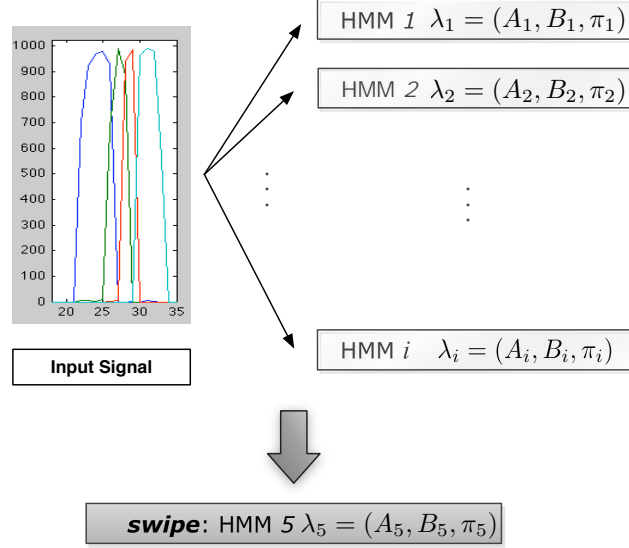 1000
900
800
700
600
500
400
300
200
100
0
20 25 30 35
Input Signal
HMM 1 λ₁ = (A₁, B₁, π₁)
HMM 2 λ₂ = (A₂, B₂, π₂)
⋮ ⋮
HMM i λᵢ = (Aᵢ, Bᵢ, πᵢ)
swipe: HMM 5 λ₅ = (A₅, B₅, π₅)